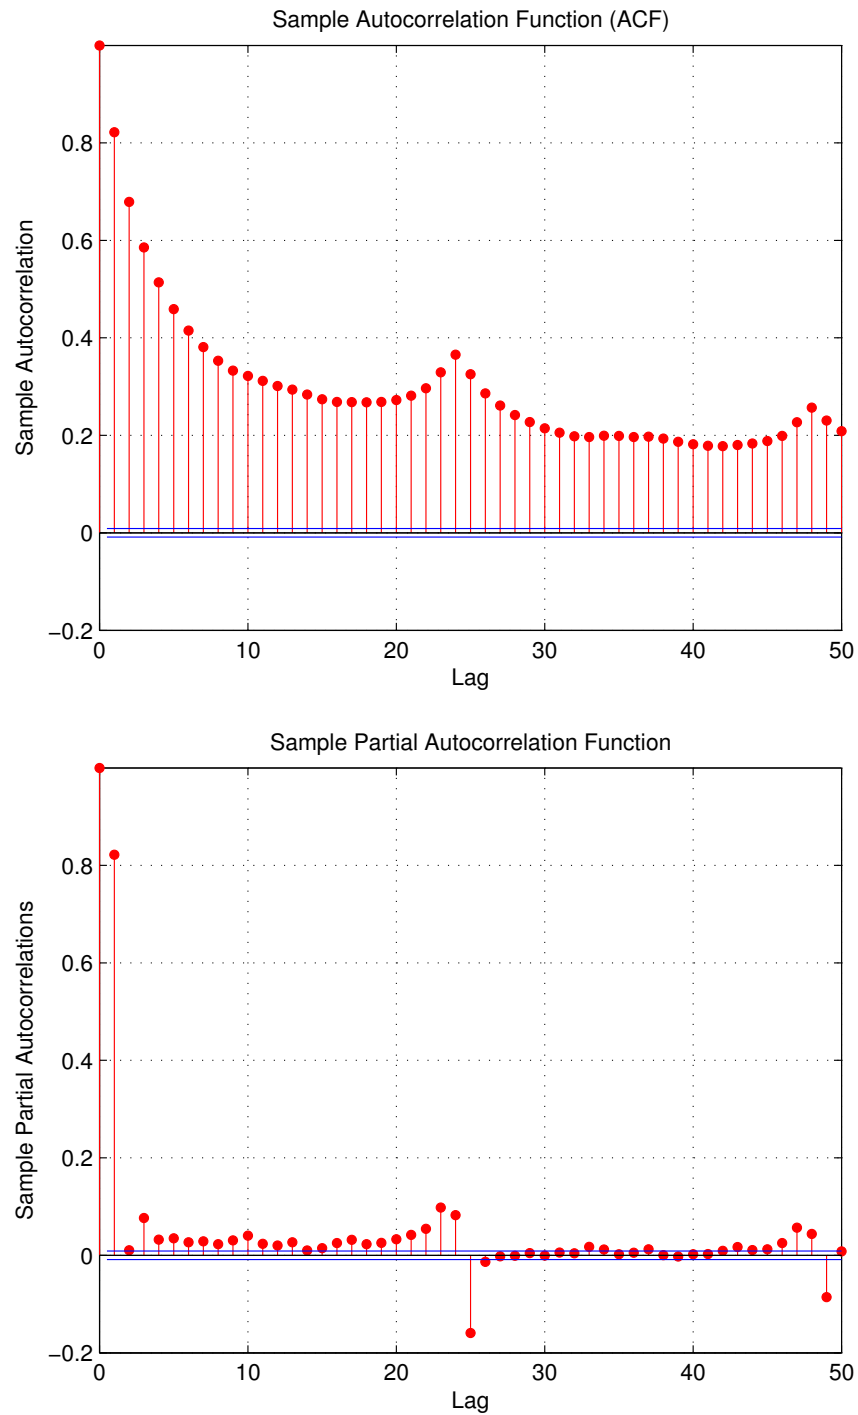 Sample Autocorrelation Function (ACF)
0.8
0.6
0.4
0.2
0
−0.2
Sample Autocorrelation
0 10 20 30 40 50
Lag
Sample Partial Autocorrelation Function
0.8
0.6
0.4
0.2
0
−0.2
Sample Partial Autocorrelations
0 10 20 30 40 50
Lag